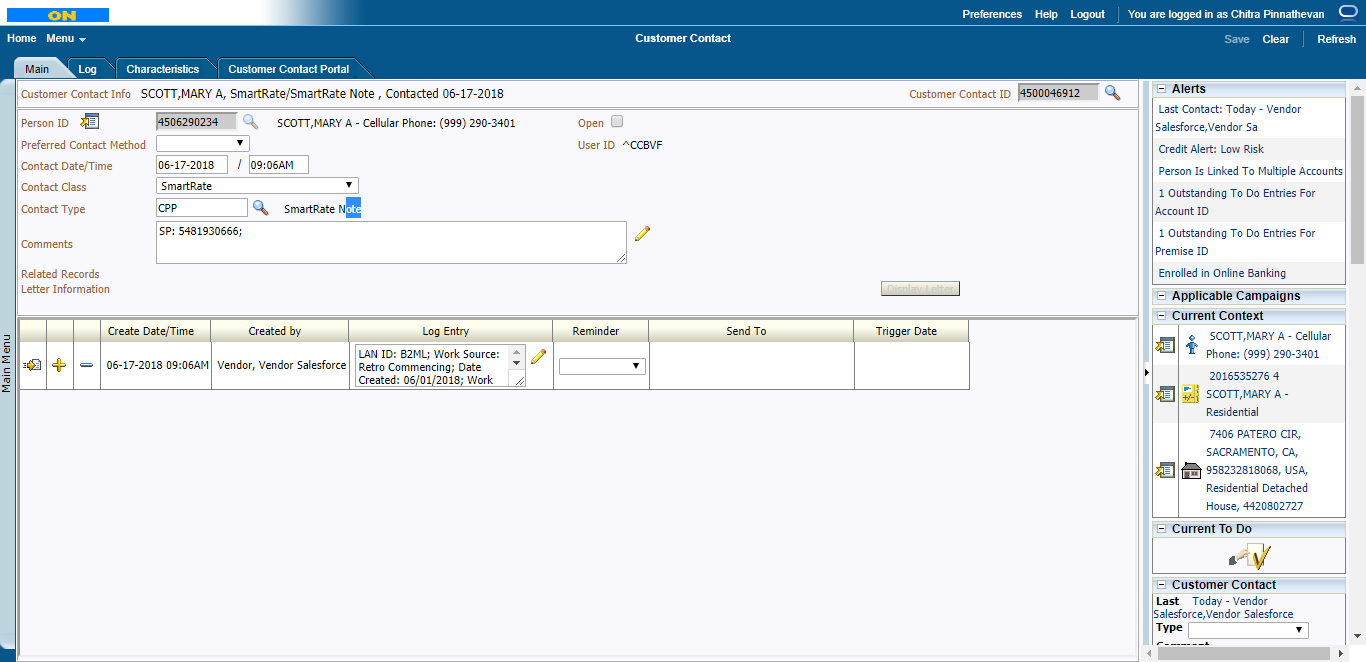 ON
Preferences Help Logout You are logged in as Chitra Pinnathevan
Home Menu
Customer Contact
Save Clear Refresh
Main Log Characteristics Customer Contact Portal
Customer Contact Info SCOTT,MARY A, SmartRate/SmartRate Note , Contacted 06-17-2018
Customer Contact ID 4500046912
Person ID 4506290234 SCOTT,MARY A - Cellular Phone: (999) 290-3401
Open
Preferred Contact Method
User ID ^CCBVF
Contact Date/Time 06-17-2018 / 09:06AM
Contact Class SmartRate
Contact Type CPP SmartRate Note
Comments SP: 5481930666;
Related Records
Letter Information
Display Letter
Create Date/Time Created by Log Entry Reminder Send To Trigger Date
06-17-2018 09:06AM Vendor, Vendor Salesforce
LAN ID: B2ML; Work Source:
Retro Commencing; Date
Created: 06/01/2018; Work
Main Menu
Alerts
Last Contact: Today - Vendor
Salesforce,Vendor Sa
Credit Alert: Low Risk
Person Is Linked To Multiple Accounts
1 Outstanding To Do Entries For
Account ID
1 Outstanding To Do Entries For
Premise ID
Enrolled in Online Banking
Applicable Campaigns
Current Context
SCOTT,MARY A - Cellular
Phone: (999) 290-3401
2016535276 4
SCOTT,MARY A -
Residential
7406 PATERO CIR,
SACRAMENTO, CA,
958232818068, USA,
Residential Detached
House, 4420802727
Current To Do
Customer Contact
Last Today - Vendor
Salesforce,Vendor Salesforce
Type
Comment